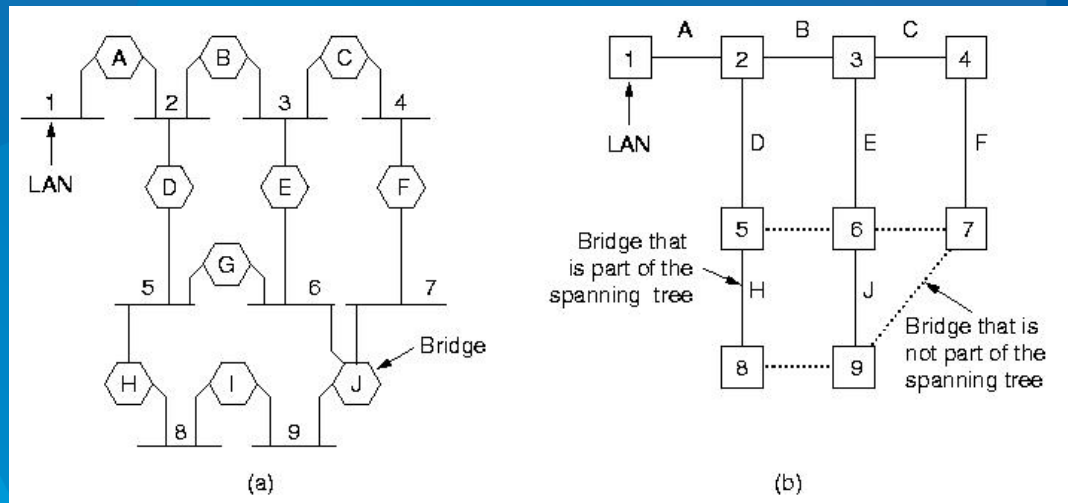 A B C
1 2 3 4
LAN
D E F
G
5 6 7
Bridge
H I J
8 9
(a)
A B C
1 2 3 4
LAN
D E F
5 6 7
Bridge that
is part of the
spanning tree
H J
Bridge that is
not part of the
spanning tree
8 9
(b)